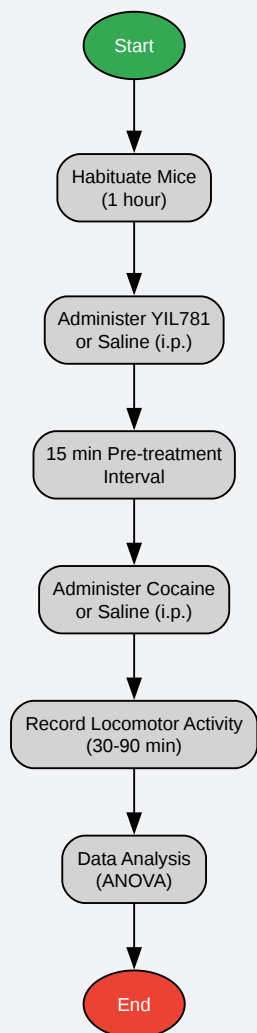 Start
Habituate Mice
(1 hour)
Administer YIL781
or Saline (i.p.)
15 min Pre-treatment
Interval
Administer Cocaine
or Saline (i.p.)
Record Locomotor Activity
(30-90 min)
Data Analysis
(ANOVA)
End